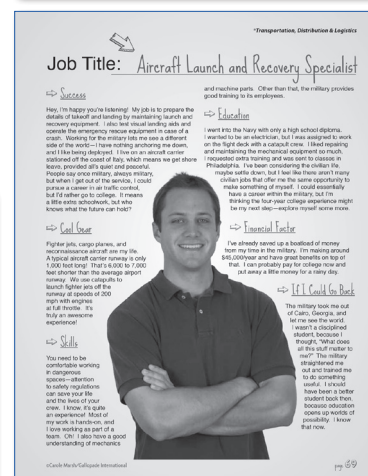 *Transportation, Distribution & Logistics
Job Title: Aircraft Launch and Recovery Specialist
Success
Hey, I'm happy you're listening! My job is to prepare the
details of takeoff and landing by maintaining launch and
recovery equipment. I also test visual landing aids and
operate the emergency rescue equipment in case of a
crash. Working for the military lets me see a different
side of the world—I have nothing anchoring me down,
and I like being deployed. I live on an aircraft carrier
stationed off the coast of Italy, which means we get shore
leave, provided all's quiet and peaceful.
People say once military, always military,
but when I get out of the service, I could
pursue a career in air traffic control,
but I'd rather go to college. It means
a little extra schoolwork, but who
knows what the future can hold?
Cool Gear
Fighter jets, cargo planes, and
reconnaissance aircraft are my life.
A typical aircraft carrier runway is only
1,000 feet long! That's 6,000 to 7,000
feet shorter than the average airport
runway. We use catapults to
launch fighter jets off the
runway at speeds of 200
mph with engines
at full throttle. It's
truly an awesome
experience!
Skills
You need to be
comfortable working
in dangerous
spaces—attention
to safety regulations
can save your life
and the lives of your
crew. I know, it's quite
an experience! Most of
my work is hands-on, and
I love working as part of a
team. Oh! I also have a good
understanding of mechanics
and machine parts. Other than that, the military provides
good training to its employees.
Education
I went into the Navy with only a high school diploma.
I wanted to be an electrician, but I was assigned to work
on the flight deck with a catapult crew. I liked repairing
and maintaining the mechanical equipment so much,
I requested extra training and was sent to classes in
Philadelphia. I've been considering the civilian life,
maybe settle down, but I feel like there aren't many
civilian jobs that offer me the same opportunity to
make something of myself. I could essentially
have a career within the military, but I'm
thinking the four-year college experience might
be my next step—explore myself some more.
Financial Factor
I've already saved up a boatload of money
from my time in the military. I'm making around
$45,000/year and have great benefits on top of
that. I can probably pay for college now and
put away a little money for a rainy day.
If I Could Go Back
The military took me out
of Cairo, Georgia, and
let me see the world.
I wasn't a disciplined
student, because I
thought, "What does
all this stuff matter to
me?" The military
straightened me
out and trained me
to do something
useful. I should
have been a better
student back then,
because education
opens up worlds of
possibility. I know
that now.
©Carole Marsh/Gallopade International
page 69